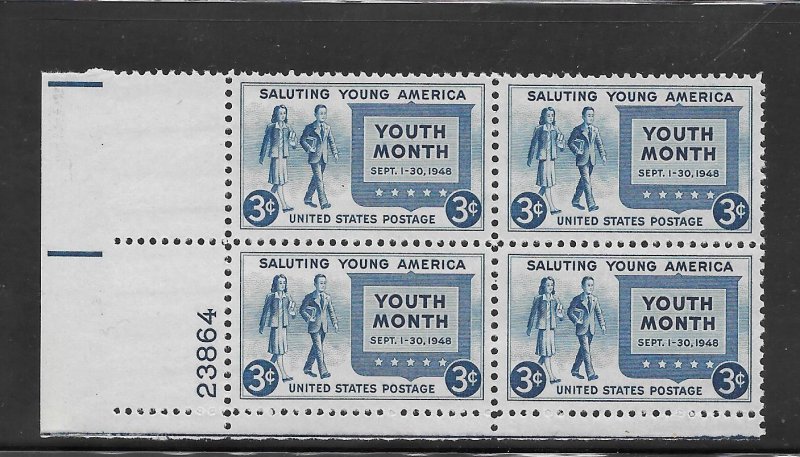 SALUTING YOUNG AMERICA
YOUTH
MONTH
SEPT. 1-30, 1948
3¢ 3¢
UNITED STATES POSTAGE
SALUTING YOUNG AMERICA
YOUTH
MONTH
SEPT. 1-30, 1948
3¢ 3¢
UNITED STATES POSTAGE
SALUTING YOUNG AMERICA
YOUTH
MONTH
SEPT. 1-30, 1948
3¢ 3¢
UNITED STATES POSTAGE
SALUTING YOUNG AMERICA
YOUTH
MONTH
SEPT. 1-30, 1948
3¢ 3¢
UNITED STATES POSTAGE
23864